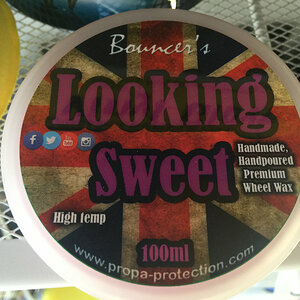 Bouncer's
Looking
Sweet
Handmade,
Handpoured
Premium
Wheel Wax
High temp
100ml
www.propa-protection.com